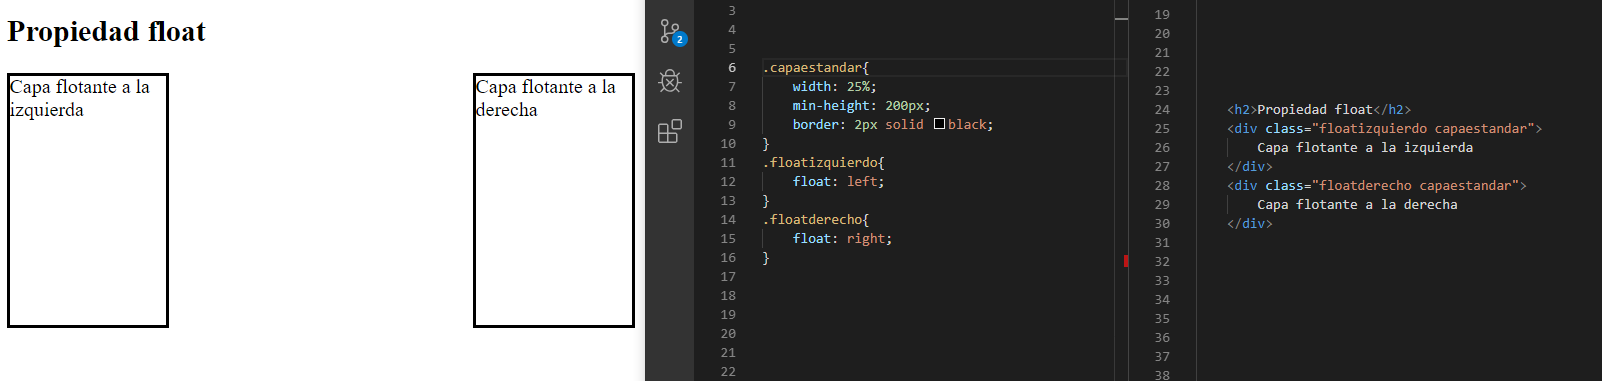 Propiedad float
Capa flotante a la
izquierda
Capa flotante a la
derecha
2
3
4
5
6 .capaestandar{
7 width: 25%;
8 min-height: 200px;
9 border: 2px solid black;
10 }
11 .floatizquierdo{
12 float: left;
13 }
14 .floatderecho{
15 float: right;
16 }
17
18
19
20
21
22
19
20
21
22
23
24 <h2>Propiedad float</h2>
25 <div class="floatizquierdo capaestandar">
26 Capa flotante a la izquierda
27 </div>
28 <div class="floatderecho capaestandar">
29 Capa flotante a la derecha
30 </div>
31
32
33
34
35
36
37
38